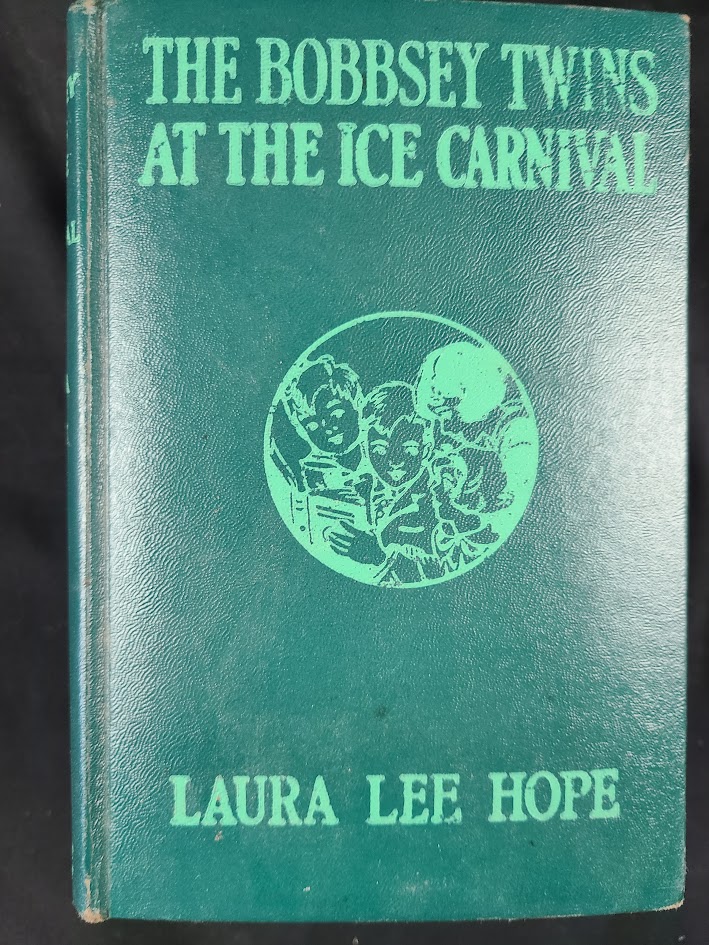 THE BOBBSEY TWINS
AT THE ICE CARNIVAL
LAURA LEE HOPE